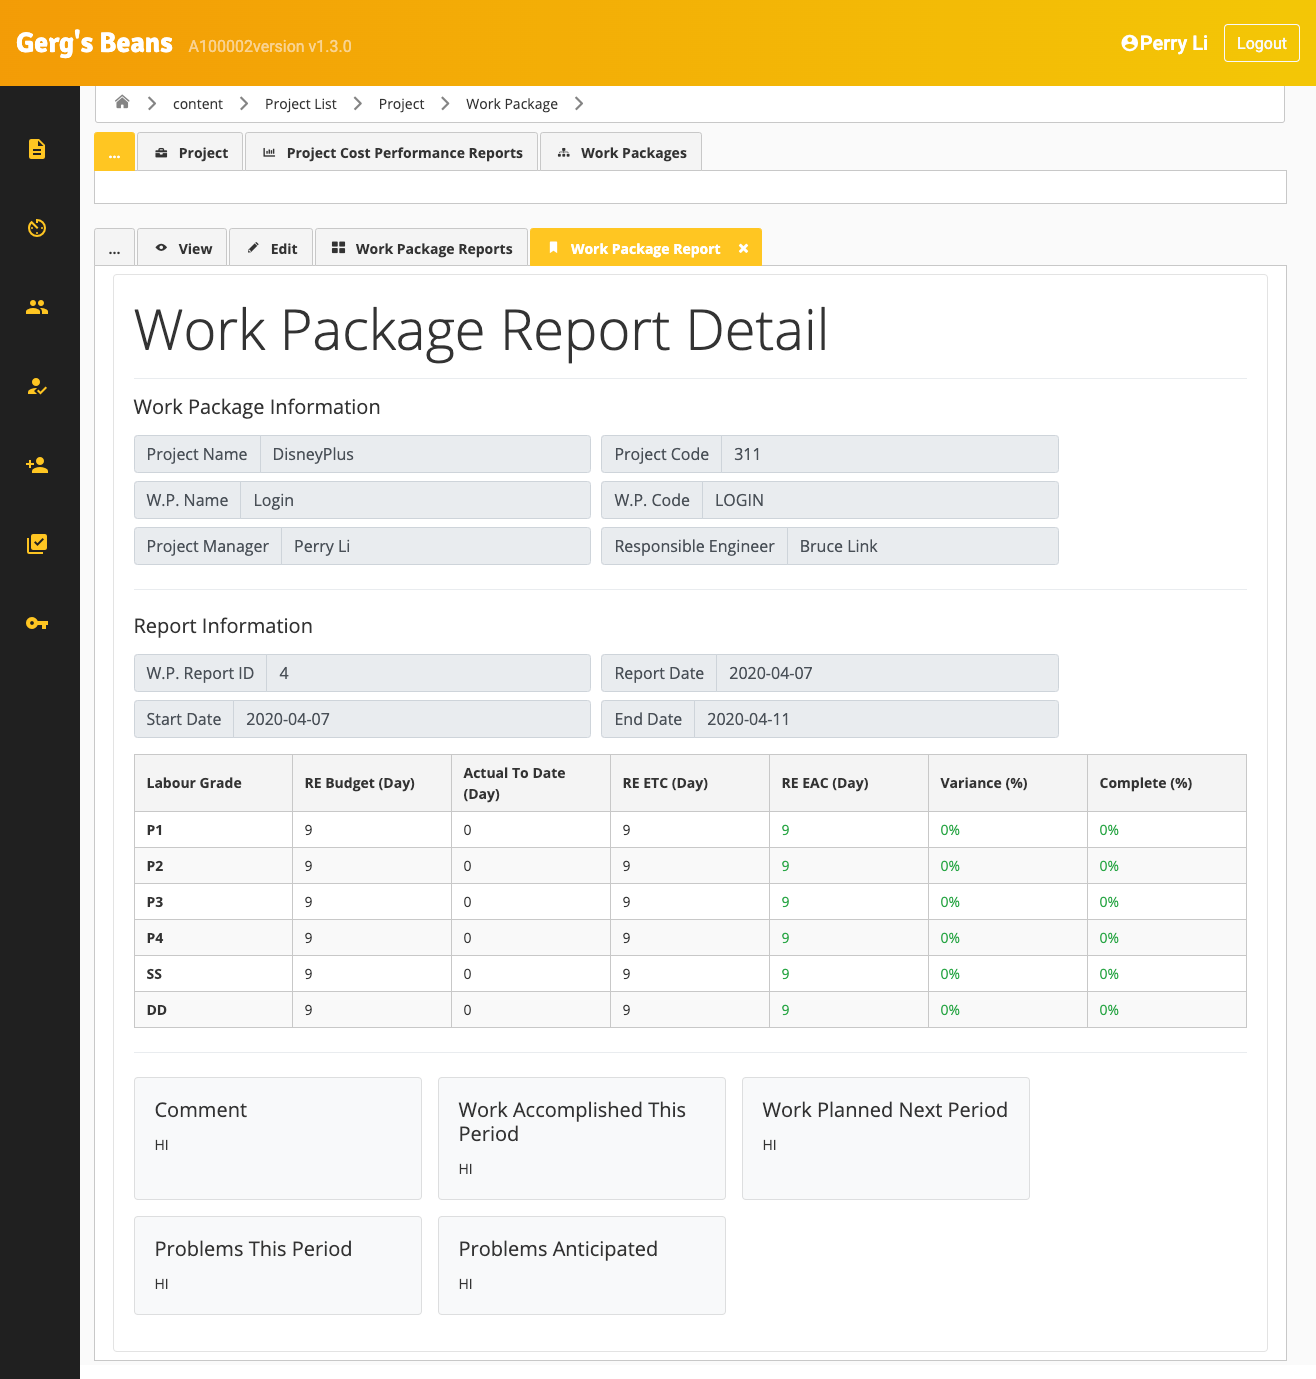 Gerg's Beans A100002version v1.3.0 Perry Li Logout
content Project List Project Work Package
... Project Project Cost Performance Reports Work Packages
... View Edit Work Package Reports Work Package Report
Work Package Report Detail
Work Package Information
Project Name DisneyPlus Project Code 311
W.P. Name Login W.P. Code LOGIN
Project Manager Perry Li Responsible Engineer Bruce Link
Report Information
W.P. Report ID 4 Report Date 2020-04-07
Start Date 2020-04-07 End Date 2020-04-11
Labour Grade RE Budget (Day) Actual To Date (Day) RE ETC (Day) RE EAC (Day) Variance (%) Complete (%)
P1 9 0 9 9 0% 0%
P2 9 0 9 9 0% 0%
P3 9 0 9 9 0% 0%
P4 9 0 9 9 0% 0%
SS 9 0 9 9 0% 0%
DD 9 0 9 9 0% 0%
Comment
HI
Work Accomplished This
Period
HI
Work Planned Next Period
HI
Problems This Period
HI
Problems Anticipated
HI